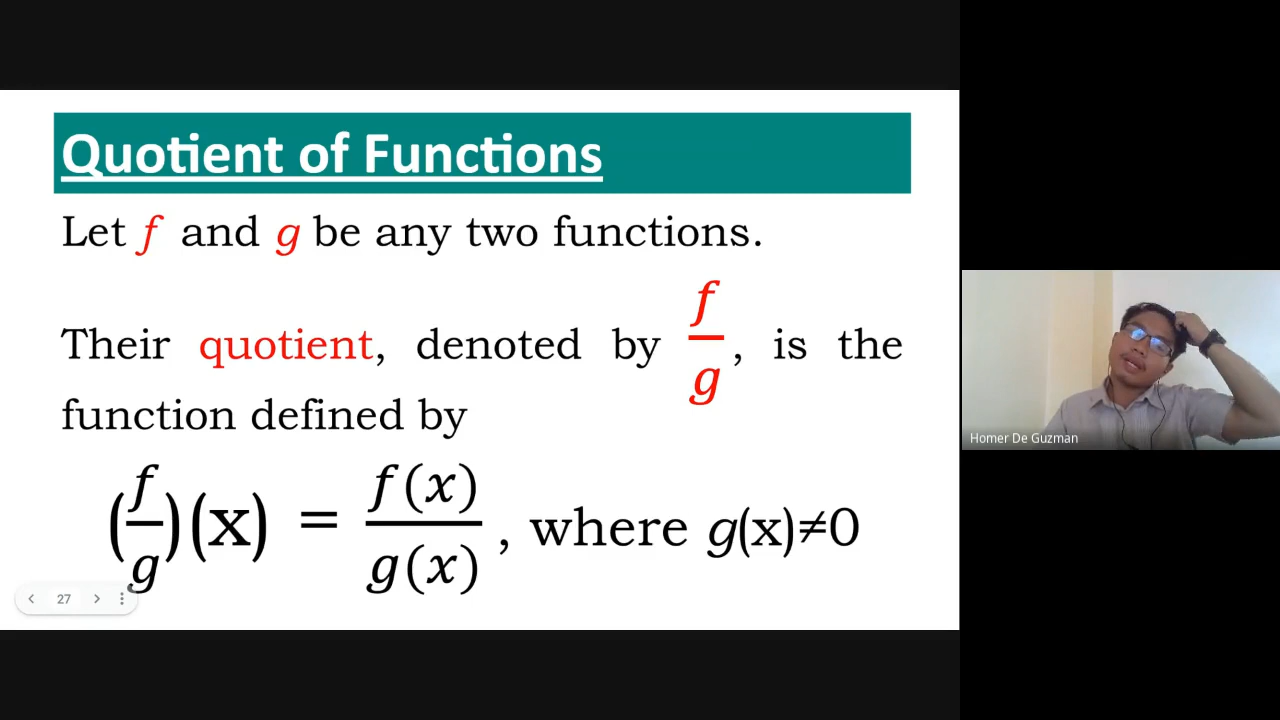 Quotient of Functions
Let f and g be any two functions.
Their quotient, denoted by f/g, is the
function defined by
(f/g)(x) = f(x)/g(x), where g(x)≠0
27
Homer De Guzman